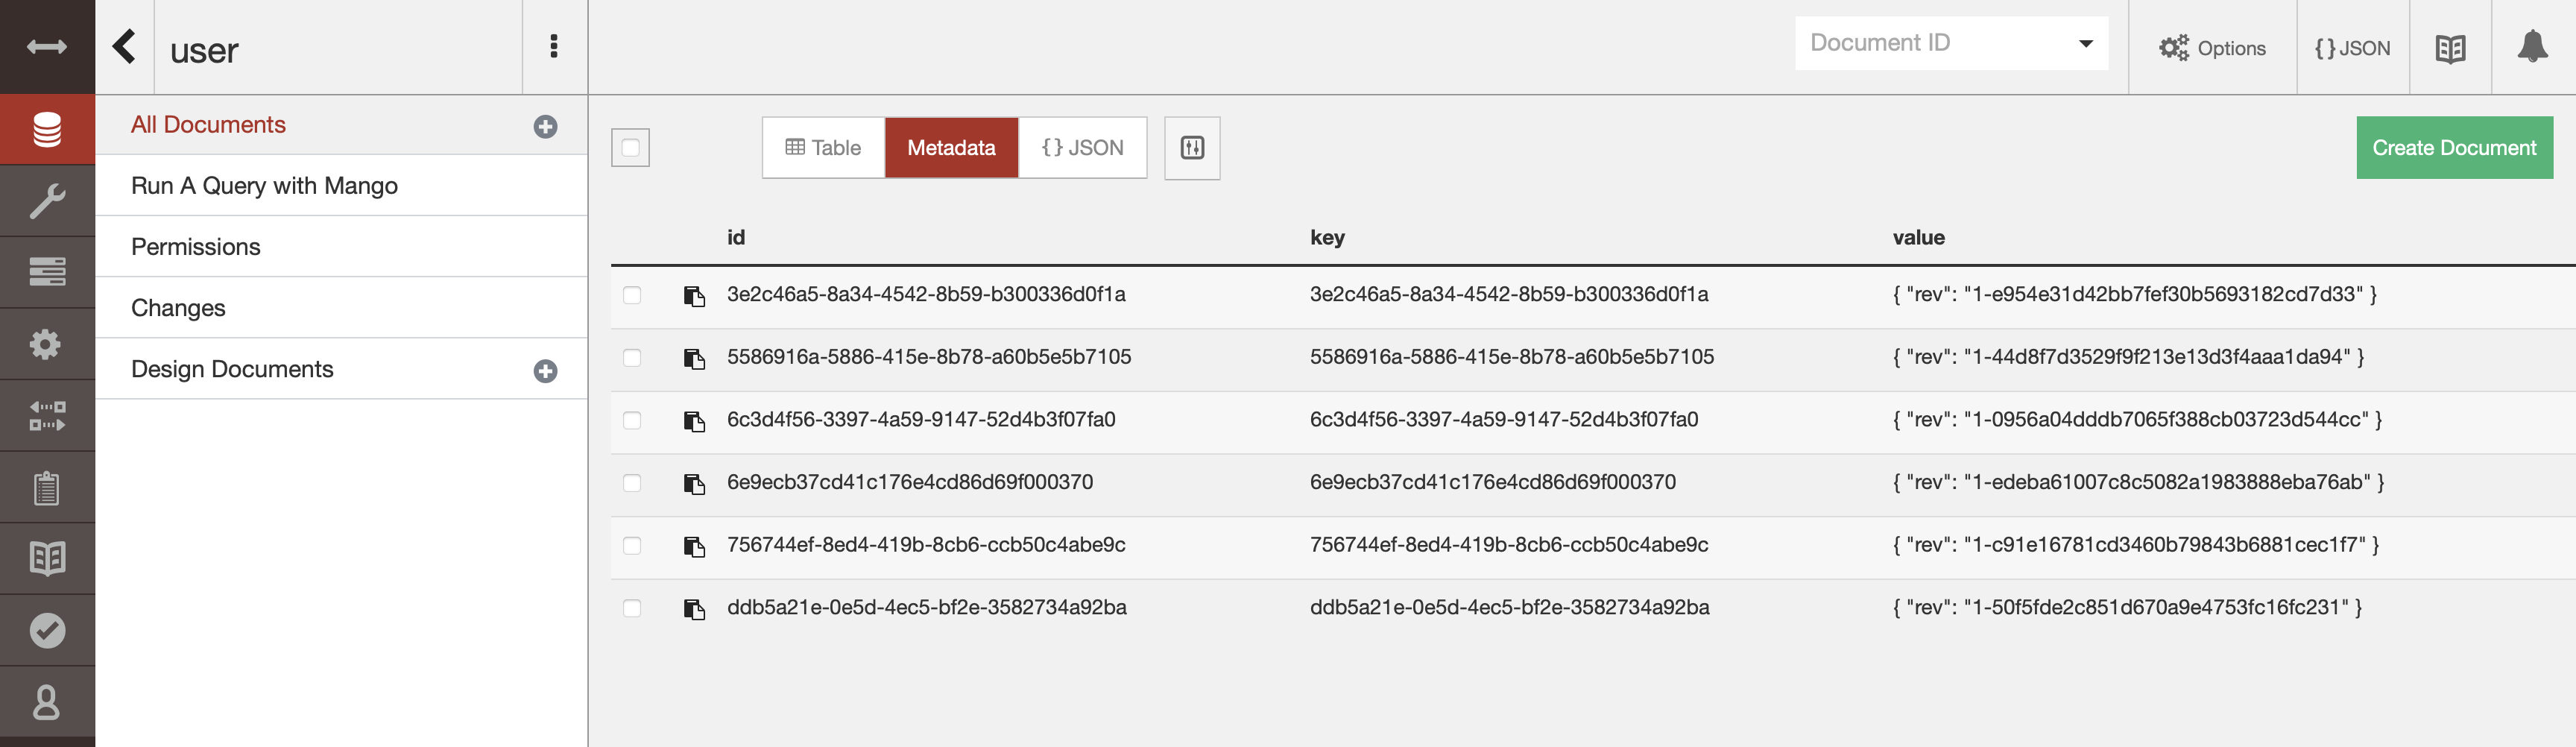 user
Document ID
Options
{ } JSON
All Documents
Run A Query with Mango
Permissions
Changes
Design Documents
Table
Metadata
{ } JSON
Create Document
id key value
3e2c46a5-8a34-4542-8b59-b300336d0f1a 3e2c46a5-8a34-4542-8b59-b300336d0f1a { "rev": "1-e954e31d42bb7fef30b5693182cd7d33" }
5586916a-5886-415e-8b78-a60b5e5b7105 5586916a-5886-415e-8b78-a60b5e5b7105 { "rev": "1-44d8f7d3529f9f213e13d3f4aaa1da94" }
6c3d4f56-3397-4a59-9147-52d4b3f07fa0 6c3d4f56-3397-4a59-9147-52d4b3f07fa0 { "rev": "1-0956a04dddb7065f388cb03723d544cc" }
6e9ecb37cd41c176e4cd86d69f000370 6e9ecb37cd41c176e4cd86d69f000370 { "rev": "1-edeba61007c8c5082a1983888eba76ab" }
756744ef-8ed4-419b-8cb6-ccb50c4abe9c 756744ef-8ed4-419b-8cb6-ccb50c4abe9c { "rev": "1-c91e16781cd3460b79843b6881cec1f7" }
ddb5a21e-0e5d-4ec5-bf2e-3582734a92ba ddb5a21e-0e5d-4ec5-bf2e-3582734a92ba { "rev": "1-50f5fde2c851d670a9e4753fc16fc231" }